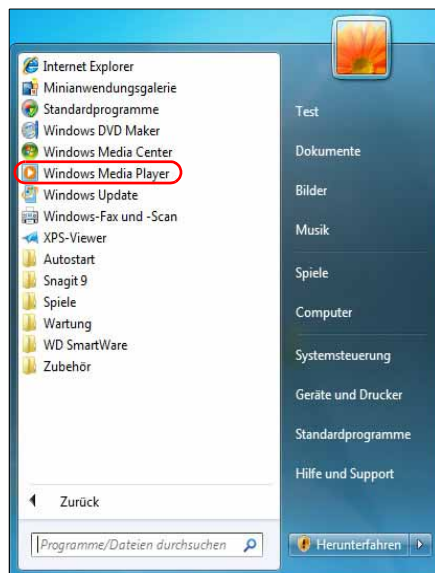 Internet Explorer
Minianwendungsgalerie
Standardprogramme
Windows DVD Maker
Windows Media Center
Windows Media Player
Windows Update
Windows-Fax und -Scan
XPS-Viewer
Autostart
Snagit 9
Spiele
Wartung
WD SmartWare
Zubehör
Zurück
Programme/Dateien durchsuchen
Test
Dokumente
Bilder
Musik
Spiele
Computer
Systemsteuerung
Geräte und Drucker
Standardprogramme
Hilfe und Support
Herunterfahren